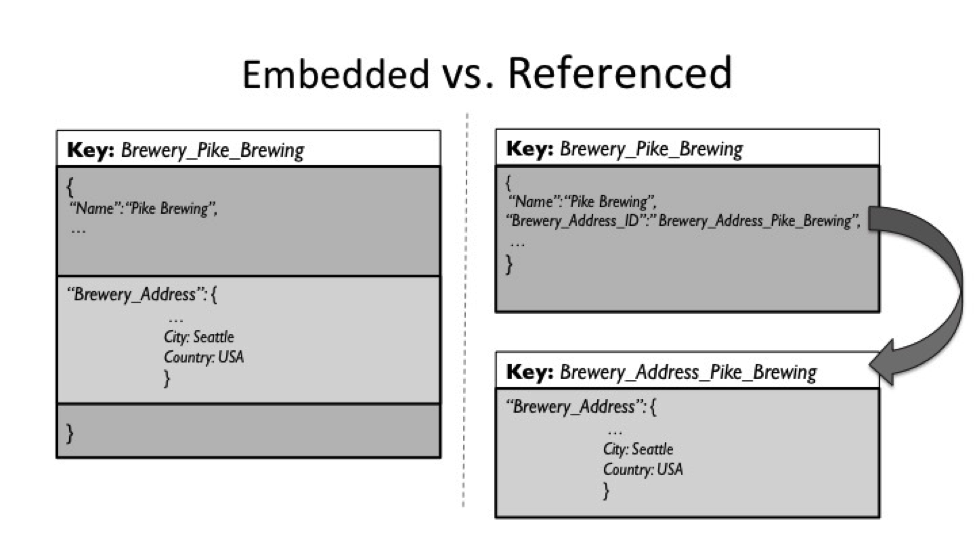 Embedded vs. Referenced
Key: Brewery_Pike_Brewing
{
“Name”:“Pike Brewing”,
…
“Brewery_Address”: {
…
City: Seattle
Country: USA
}
}
Key: Brewery_Pike_Brewing
{
“Name”:“Pike Brewing”,
“Brewery_Address_ID”:” Brewery_Address_Pike_Brewing”,
…
}
Key: Brewery_Address_Pike_Brewing
“Brewery_Address”: {
…
City: Seattle
Country: USA
}